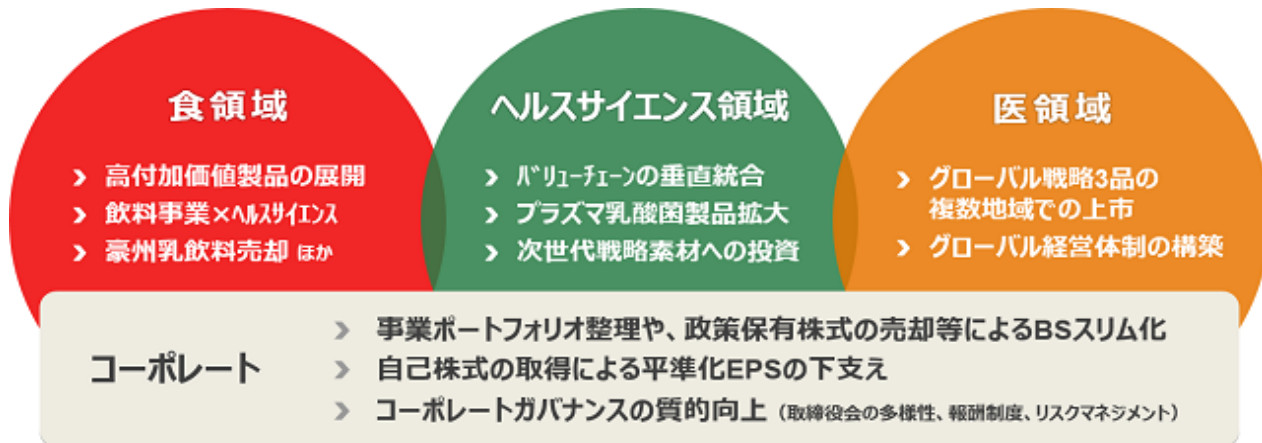 食領域
› 高付加価値製品の展開
› 飲料事業×ﾍﾙｽｻｲｴﾝｽ
› 豪州乳飲料売却 ほか
ヘルスサイエンス領域
› ﾊﾞﾘｭｰﾁｪｰﾝの垂直統合
› プラズマ乳酸菌製品拡大
› 次世代戦略素材への投資
医領域
› グローバル戦略3品の
複数地域での上市
› グローバル経営体制の構築
コーポレート
› 事業ポートフォリオ整理や、政策保有株式の売却等によるBSスリム化
› 自己株式の取得による平準化EPSの下支え
› コーポレートガバナンスの質的向上（取締役会の多様性、報酬制度、リスクマネジメント）